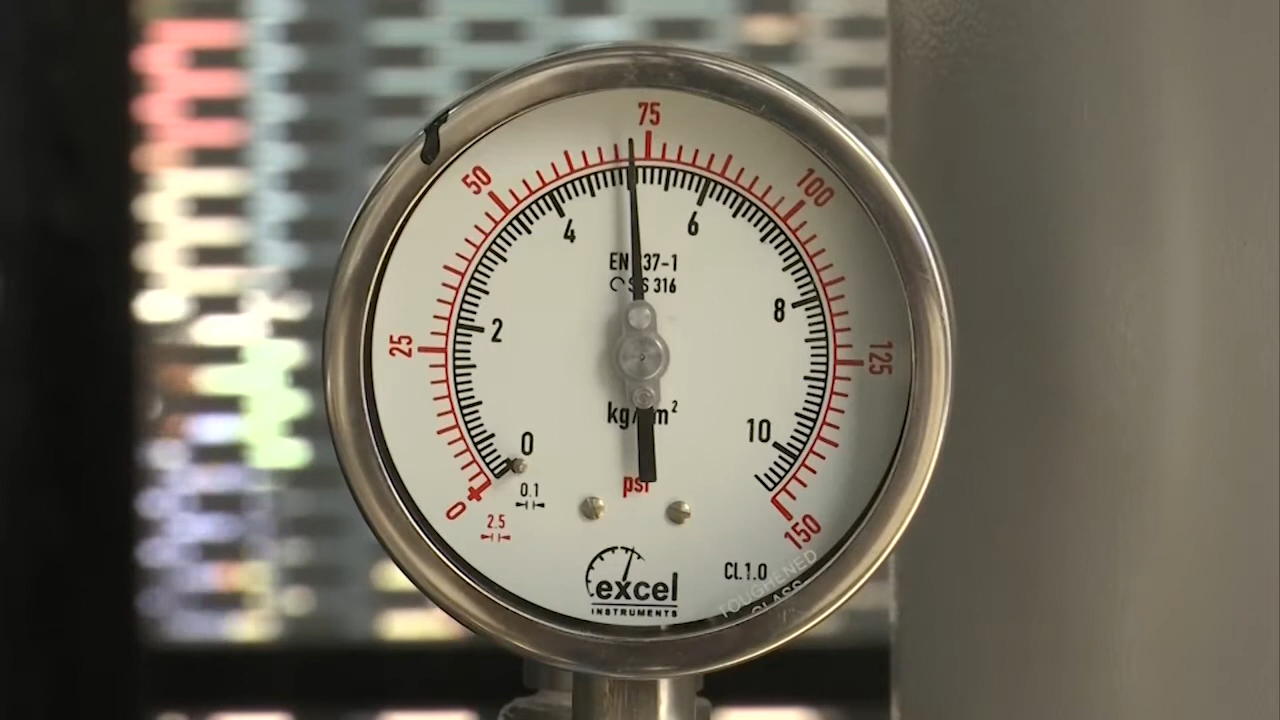 75
50
100
4
6
EN 837-1
SS 316
2
8
25
125
kg/cm²
0
10
psi
0.1
0
2.5
150
excel
INSTRUMENTS
CL.1.0
TOUGHENED
GLASS